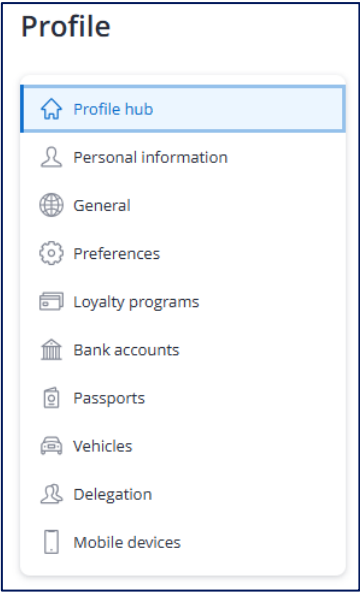 Profile
Profile hub
Personal information
General
Preferences
Loyalty programs
Bank accounts
Passports
Vehicles
Delegation
Mobile devices